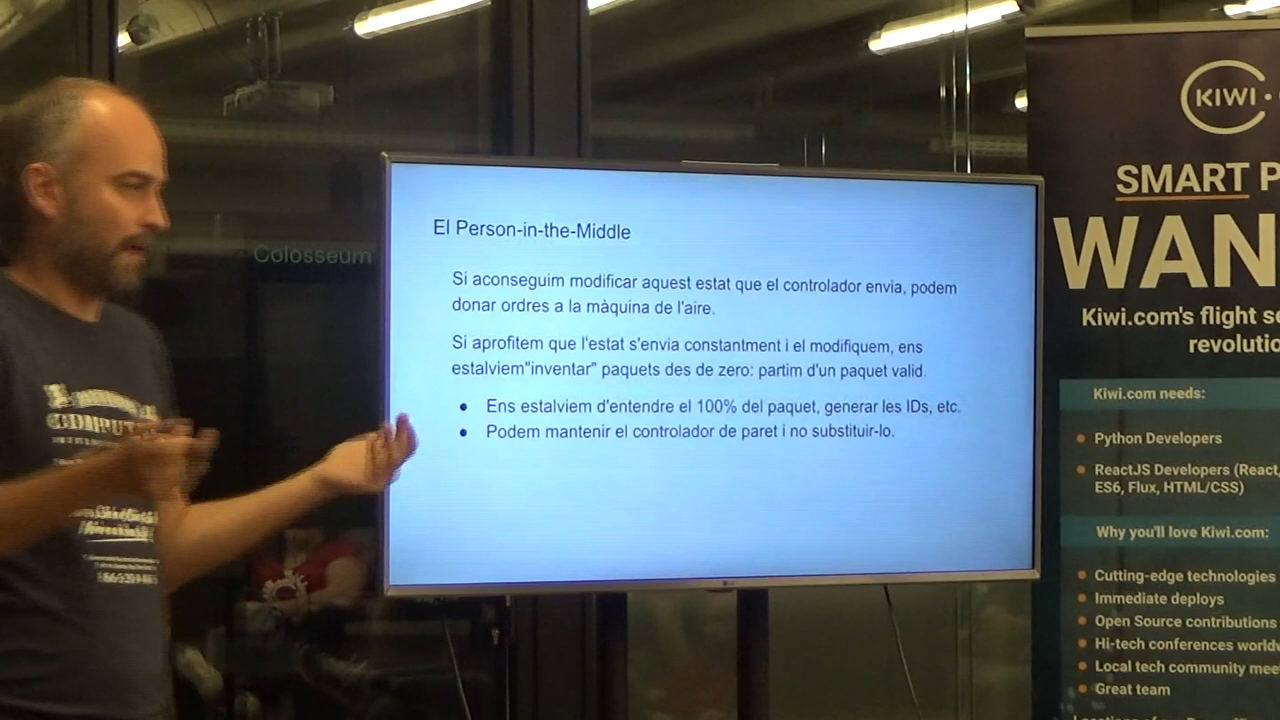 El Person-in-the-Middle
Si aconseguim modificar aquest estat que el controlador envia, podem
donar ordres a la màquina de l'aire.
Si aprofitem que l'estat s'envia constantment i el modifiquem, ens
estalviem"inventar" paquets des de zero: partim d'un paquet valid.
● Ens estalviem d'entendre el 100% del paquet, generar les IDs, etc.
● Podem mantenir el controlador de paret i no substituir-lo.
LG
Colosseum
KIWI
SMART P
WAN
Kiwi.com's flight se
revolutio
Kiwi.com needs:
Python Developers
ReactJS Developers (React,
ES6, Flux, HTML/CSS)
Why you'll love Kiwi.com:
Cutting-edge technologies
Immediate deploys
Open Source contributions
Hi-tech conferences worldw
Local tech community mee
Great team